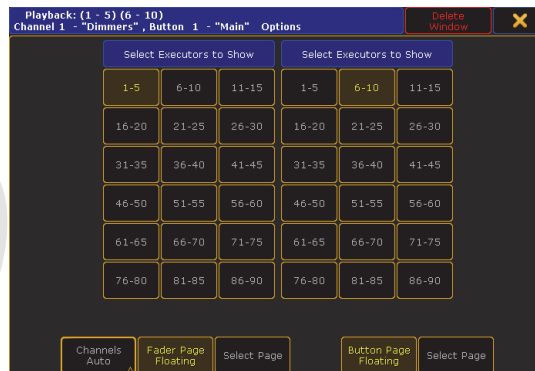 Playback: (1 - 5) (6 - 10)
Channel 1 - "Dimmers" , Button 1 - "Main" Options
Delete
Window
Select Executors to Show Select Executors to Show
1-5 6-10 11-15 1-5 6-10 11-15
16-20 21-25 26-30 16-20 21-25 26-30
31-35 36-40 41-45 31-35 36-40 41-45
46-50 51-55 56-60 46-50 51-55 56-60
61-65 66-70 71-75 61-65 66-70 71-75
76-80 81-85 86-90 76-80 81-85 86-90
Channels
Auto
Fader Page
Floating
Select Page
Button Page
Floating
Select Page